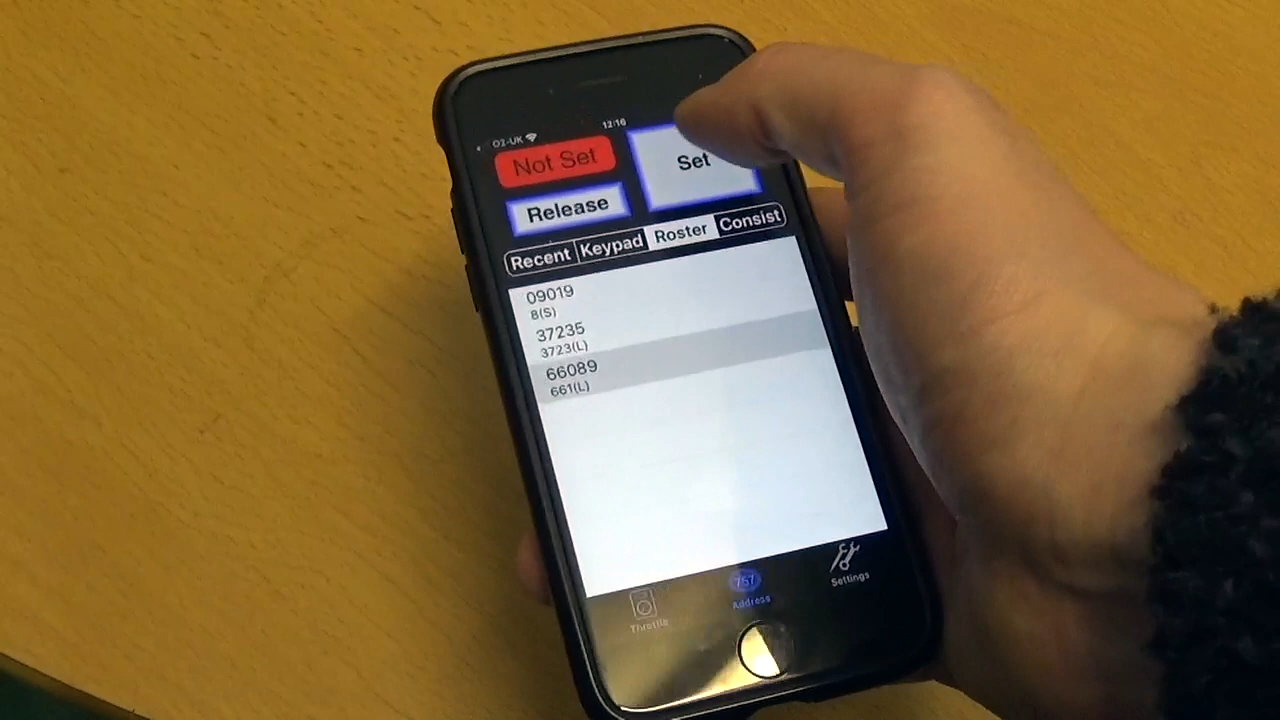 O2-UK
12:16
Not Set
Set
Release
Recent Keypad Roster Consist
09019
8(S)
37235
3723(L)
66089
661(L)
Throttle
757
Address
Settings